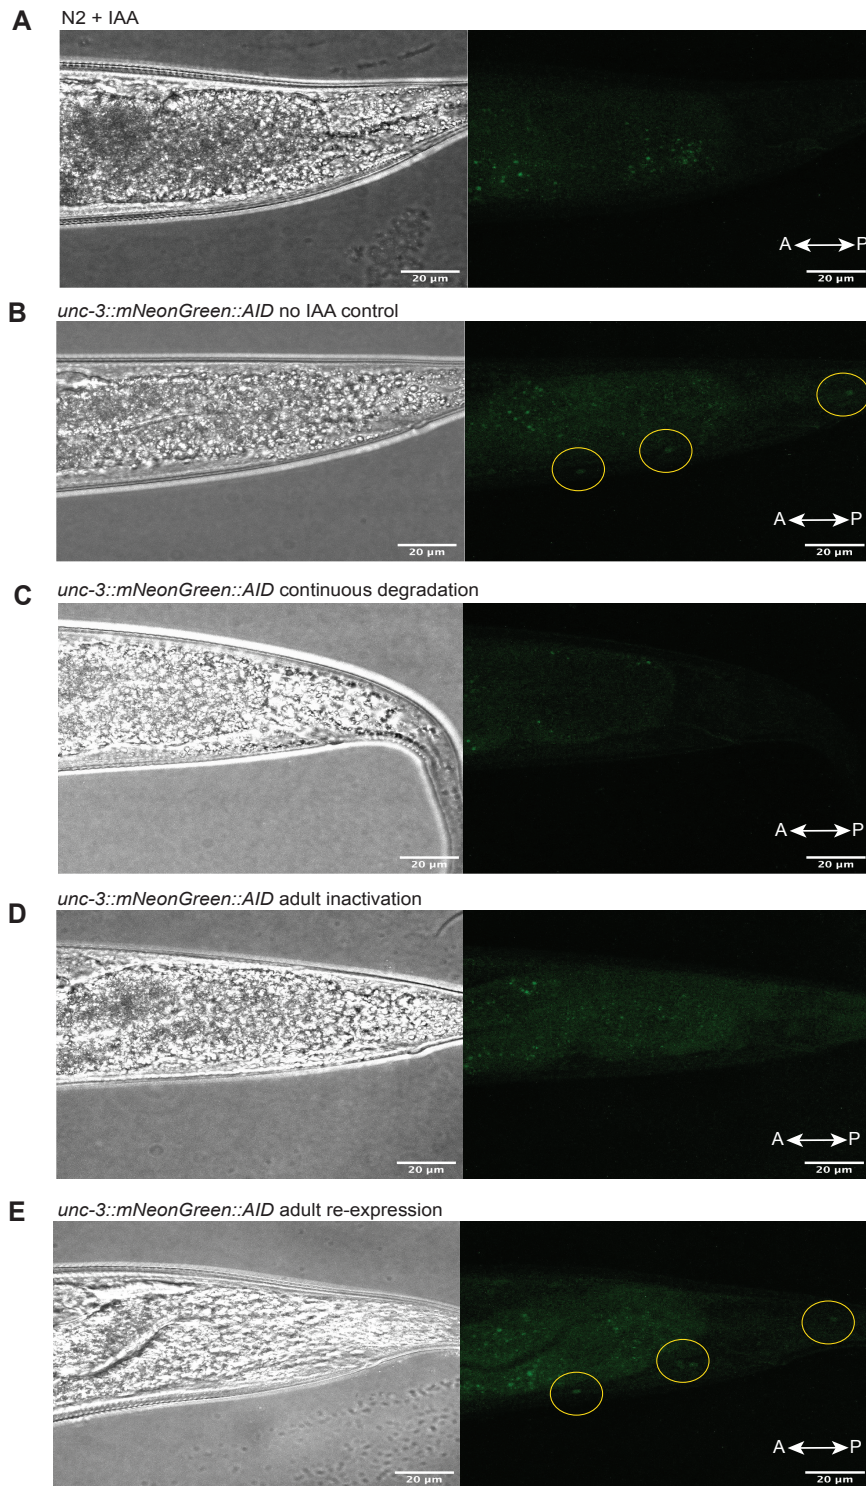 A
N2 + IAA
20 µm
A P
20 µm
B
unc-3::mNeonGreen::AID no IAA control
20 µm
A P
20 µm
C
unc-3::mNeonGreen::AID continuous degradation
20 µm
A P
20 µm
D
unc-3::mNeonGreen::AID adult inactivation
20 µm
A P
20 µm
E
unc-3::mNeonGreen::AID adult re-expression
20 µm
A P
20 µm